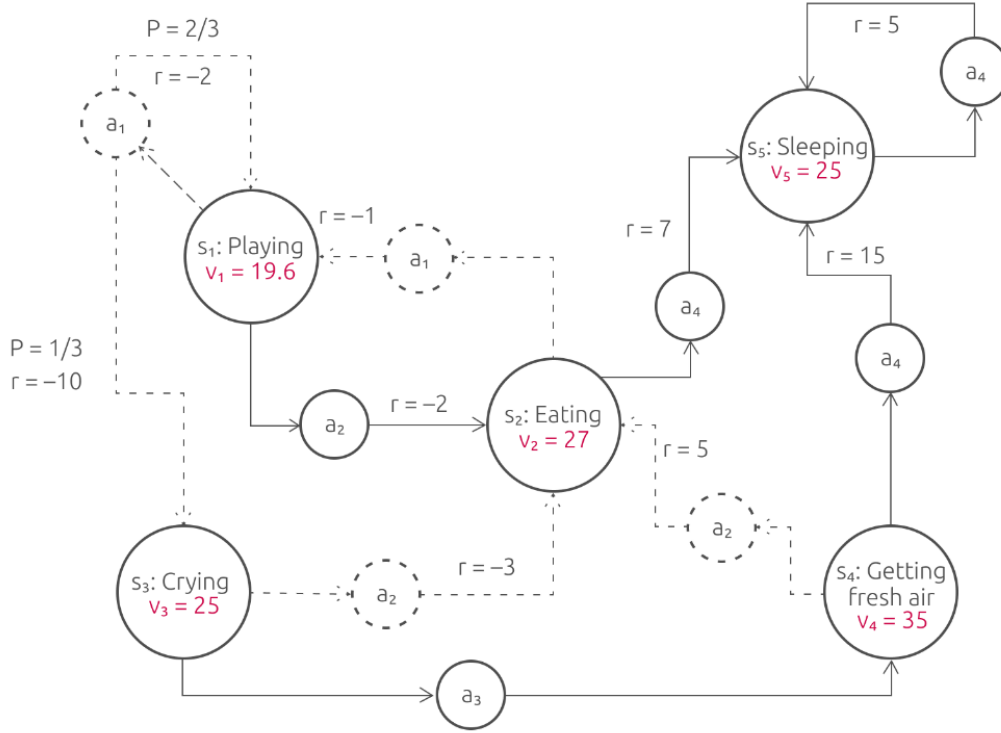 P = 2/3
r = –2
a₁
r = 5
a₄
s₅: Sleeping
v₅ = 25
s₁: Playing
v₁ = 19.6
r = –1
a₁
r = 7
r = 15
a₄
a₄
P = 1/3
r = –10
a₂
r = –2
s₂: Eating
v₂ = 27
r = 5
a₂
s₃: Crying
v₃ = 25
a₂
r = –3
s₄: Getting
fresh air
v₄ = 35
a₃